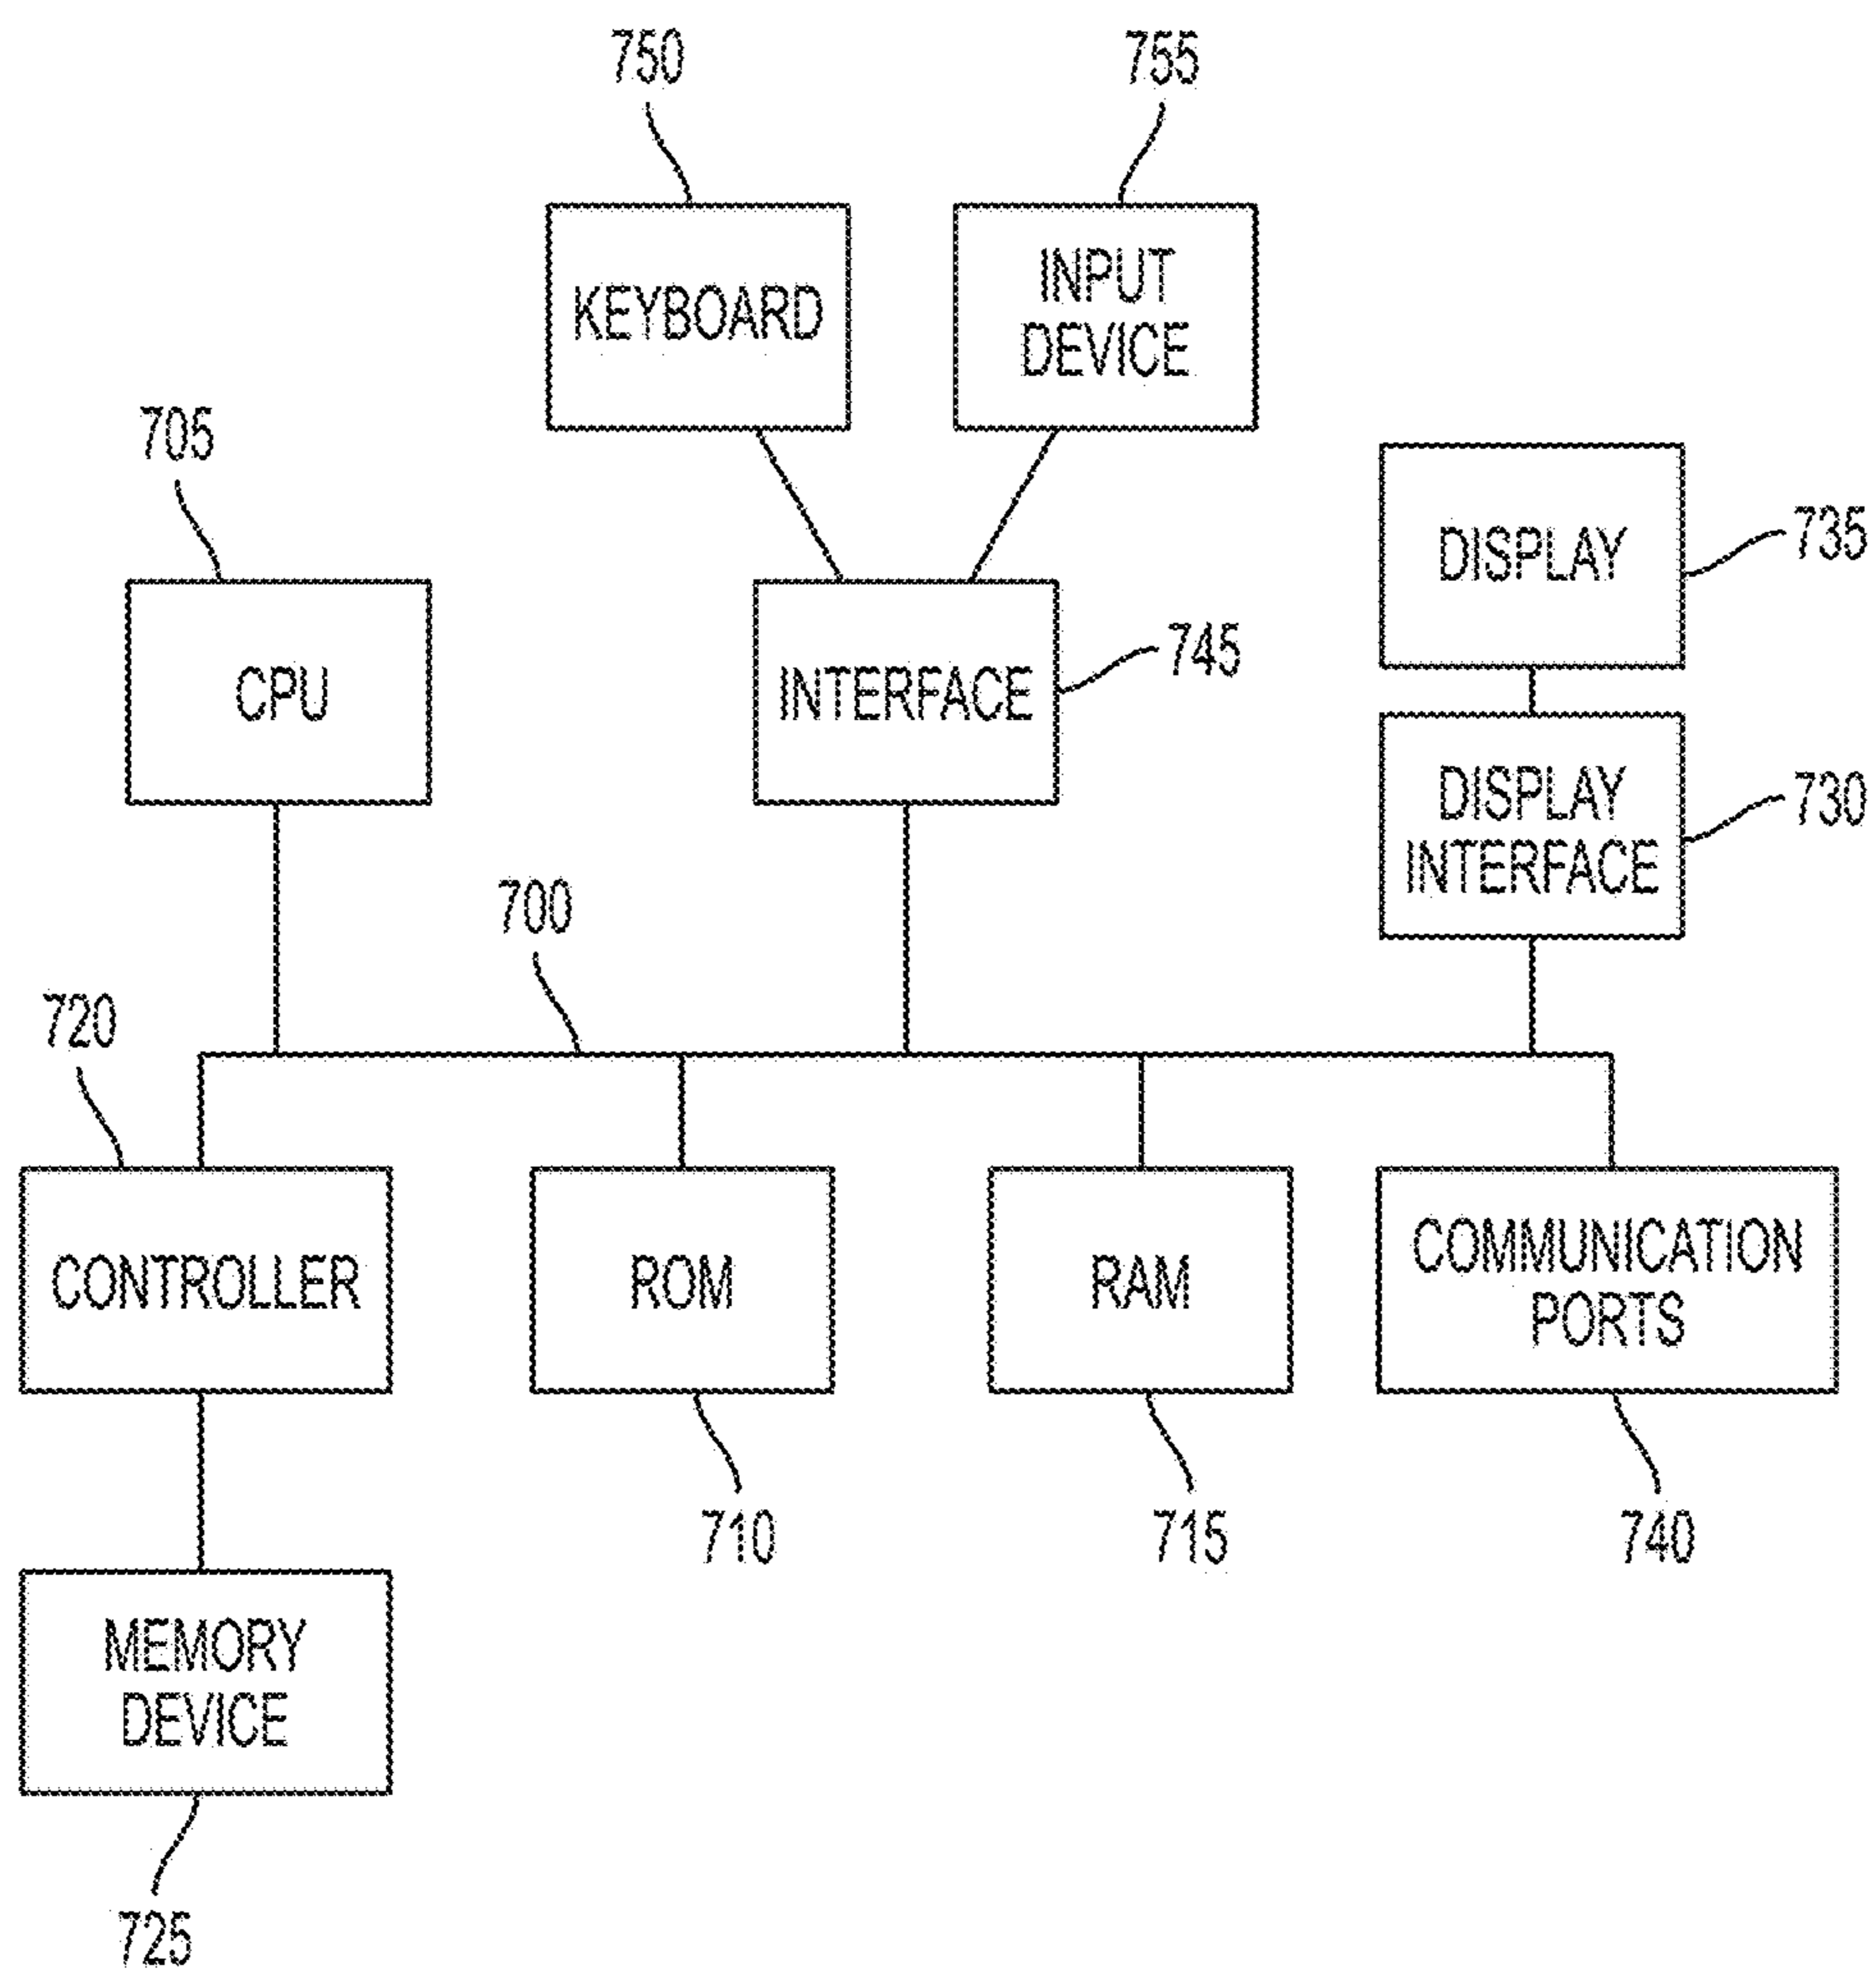 750
755
KEYBOARD
INPUT
DEVICE
705
735
DISPLAY
745
CPU
INTERFACE
730
DISPLAY
INTERFACE
700
720
CONTROLLER
ROM
RAM
COMMUNICATION
PORTS
710
715
740
MEMORY
DEVICE
725